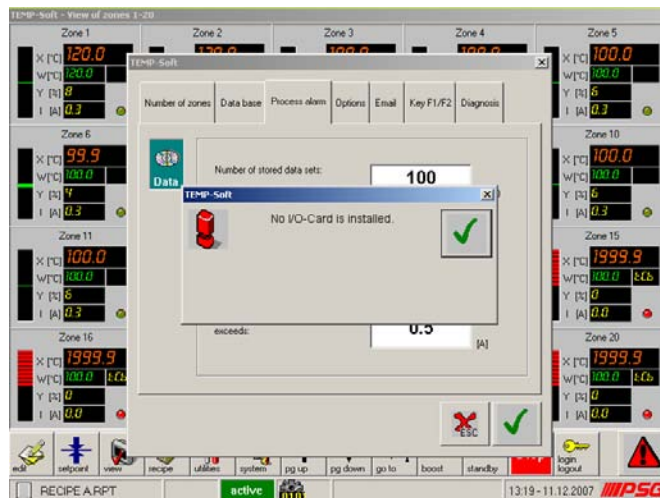 TEMP-Soft - View of zones 1-20
Zone 1
Zone 2
Zone 3
Zone 4
Zone 5
X [°C] 120.0
W[°C] 120.0
Y [%] 8
I [A] 0.3
X [°C] 100.0
W[°C] 100.0
Y [%] 6
I [A] 0.3
TEMP-Soft
Number of zones
Data base
Process alarm
Options
Email
Key F1/F2
Diagnosis
Data
Number of stored data sets:
100
Zone 6
X [°C] 99.9
W[°C] 100.0
Y [%] 4
I [A] 0.3
Zone 10
X [°C] 100.0
W[°C] 100.0
Y [%] 6
I [A] 0.3
TEMP-Soft
No I/O-Card is installed.
Zone 11
X [°C] 100.0
W[°C] 100.0
Y [%] 6
I [A] 0.3
Zone 15
X [°C] 1999.9
W[°C] 100.0
Y [%] 0
I [A] 0.0
exceeds:
0.5
[A]
Zone 16
X [°C] 1999.9
W[°C] 100.0
Y [%] 0
I [A] 0.0
Zone 20
X [°C] 1999.9
W[°C] 100.0
Y [%] 0
I [A] 0.0
ESC
edit
setpoint
view
recipe
utilities
system
pg up
pg down
go to
boost
standby
login
logout
RECIPE A.RPT
active
13:19 - 11.12.2007
PSG